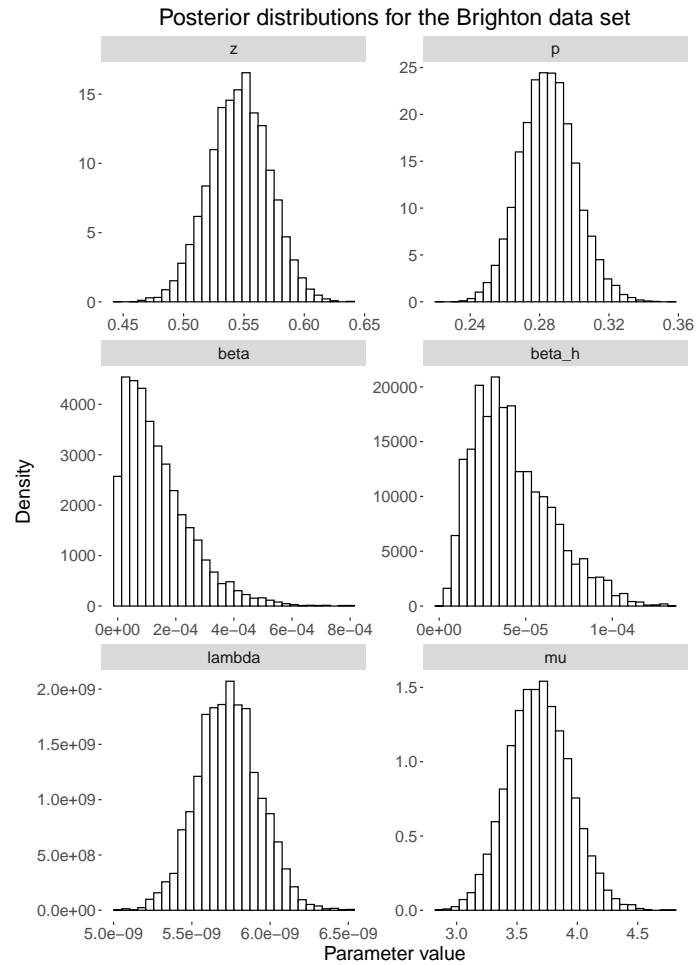 Posterior distributions for the Brighton data set
z
p
15
10
5
0
25
20
15
10
5
0
0.45 0.50 0.55 0.60 0.65
0.24 0.28 0.32 0.36
beta
beta_h
4000
3000
2000
1000
0
20000
15000
10000
5000
0
0e+00 2e−04 4e−04 6e−04 8e−04
0e+00 5e−05 1e−04
Density
lambda
mu
2.0e+09
1.5e+09
1.0e+09
5.0e+08
0.0e+00
1.5
1.0
0.5
0.0
5.0e−09 5.5e−09 6.0e−09 6.5e−09
3.0 3.5 4.0 4.5
Parameter value